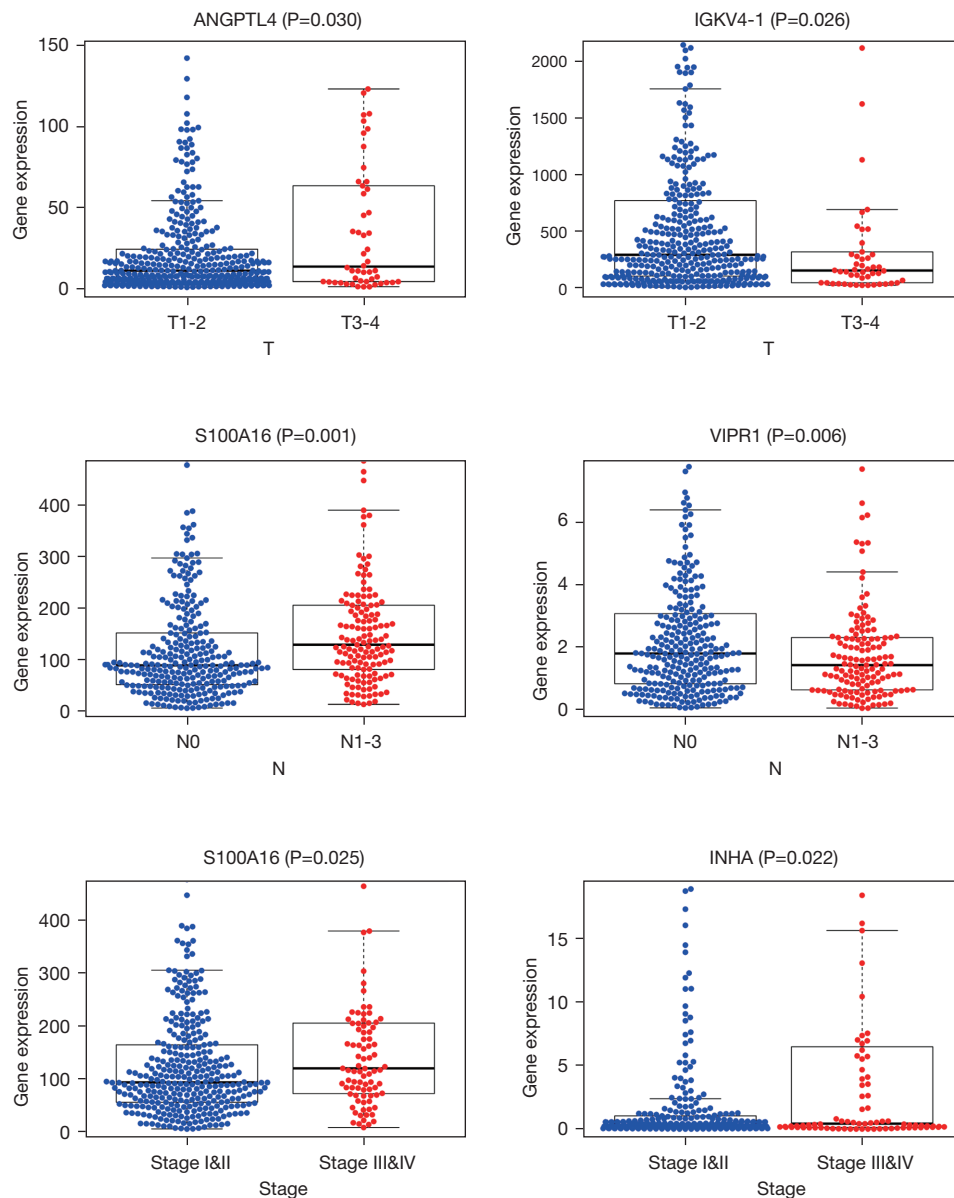 ANGPTL4 (P=0.030)
Gene expression
150
100
50
0
T1-2
T3-4
T
IGKV4-1 (P=0.026)
Gene expression
2000
1500
1000
500
0
T1-2
T3-4
T
S100A16 (P=0.001)
Gene expression
400
300
200
100
0
N0
N1-3
N
VIPR1 (P=0.006)
Gene expression
6
4
2
0
N0
N1-3
N
S100A16 (P=0.025)
Gene expression
400
300
200
100
0
Stage I&II
Stage III&IV
Stage
INHA (P=0.022)
Gene expression
15
10
5
0
Stage I&II
Stage III&IV
Stage